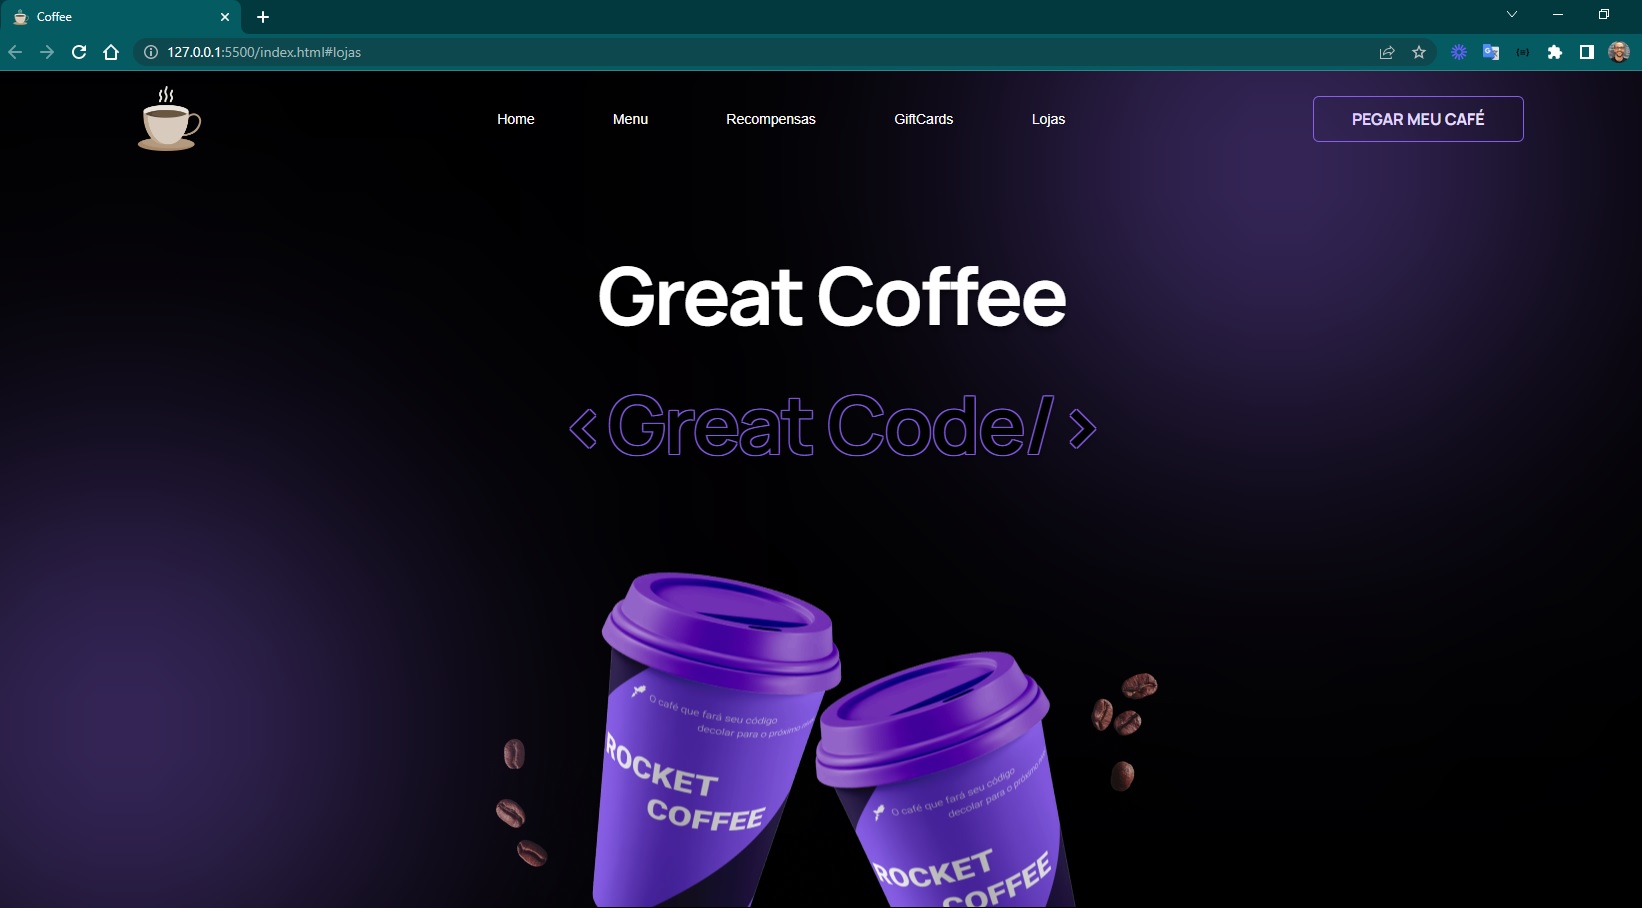 Coffee
127.0.0.1:5500/index.html#lojas
Home Menu Recompensas GiftCards Lojas PEGAR MEU CAFÉ
Great Coffee
<Great Code/>
O café que fará seu código
decolar para o próximo
ROCKET
COFFEE
O café que fará seu código
decolar para o próximo
ROCKET
COFFEE